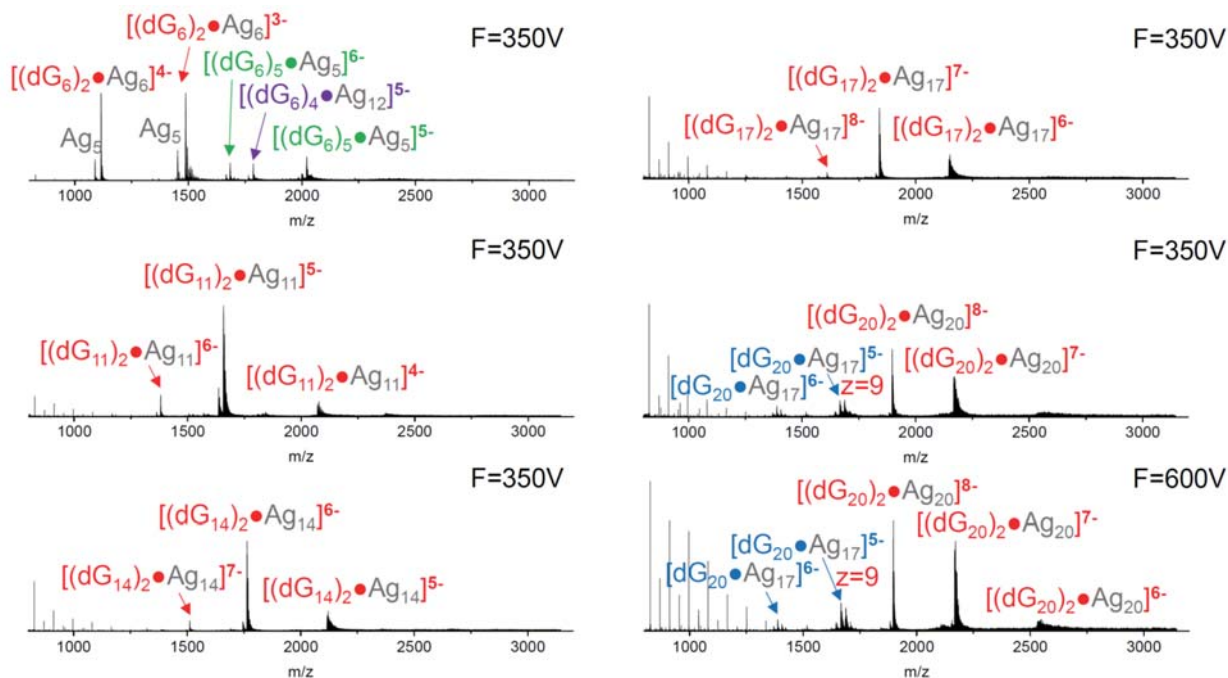 [(dG₆)₂●Ag₆]³⁻
F=350V
[(dG₆)₅●Ag₅]⁶⁻
[(dG₆)₂●Ag₆]⁴⁻
[(dG₆)₄●Ag₁₂]⁵⁻
Ag₅
Ag₅
[(dG₆)₅●Ag₅]⁵⁻
1000 1500 2000 2500 3000
m/z
F=350V
[(dG₁₁)₂●Ag₁₁]⁵⁻
[(dG₁₁)₂●Ag₁₁]⁶⁻
[(dG₁₁)₂●Ag₁₁]⁴⁻
1000 1500 2000 2500 3000
m/z
F=350V
[(dG₁₄)₂●Ag₁₄]⁶⁻
[(dG₁₄)₂●Ag₁₄]⁷⁻
[(dG₁₄)₂●Ag₁₄]⁵⁻
1000 1500 2000 2500 3000
m/z
F=350V
[(dG₁₇)₂●Ag₁₇]⁷⁻
[(dG₁₇)₂●Ag₁₇]⁸⁻
[(dG₁₇)₂●Ag₁₇]⁶⁻
1000 1500 2000 2500 3000
m/z
F=350V
[(dG₂₀)₂●Ag₂₀]⁸⁻
[dG₂₀●Ag₁₇]⁵⁻
[(dG₂₀)₂●Ag₂₀]⁷⁻
[dG₂₀●Ag₁₇]⁶⁻
z=9
1000 1500 2000 2500 3000
m/z
F=600V
[(dG₂₀)₂●Ag₂₀]⁸⁻
[(dG₂₀)₂●Ag₂₀]⁷⁻
[dG₂₀●Ag₁₇]⁵⁻
[dG₂₀●Ag₁₇]⁶⁻
z=9
[(dG₂₀)₂●Ag₂₀]⁶⁻
1000 1500 2000 2500 3000
m/z